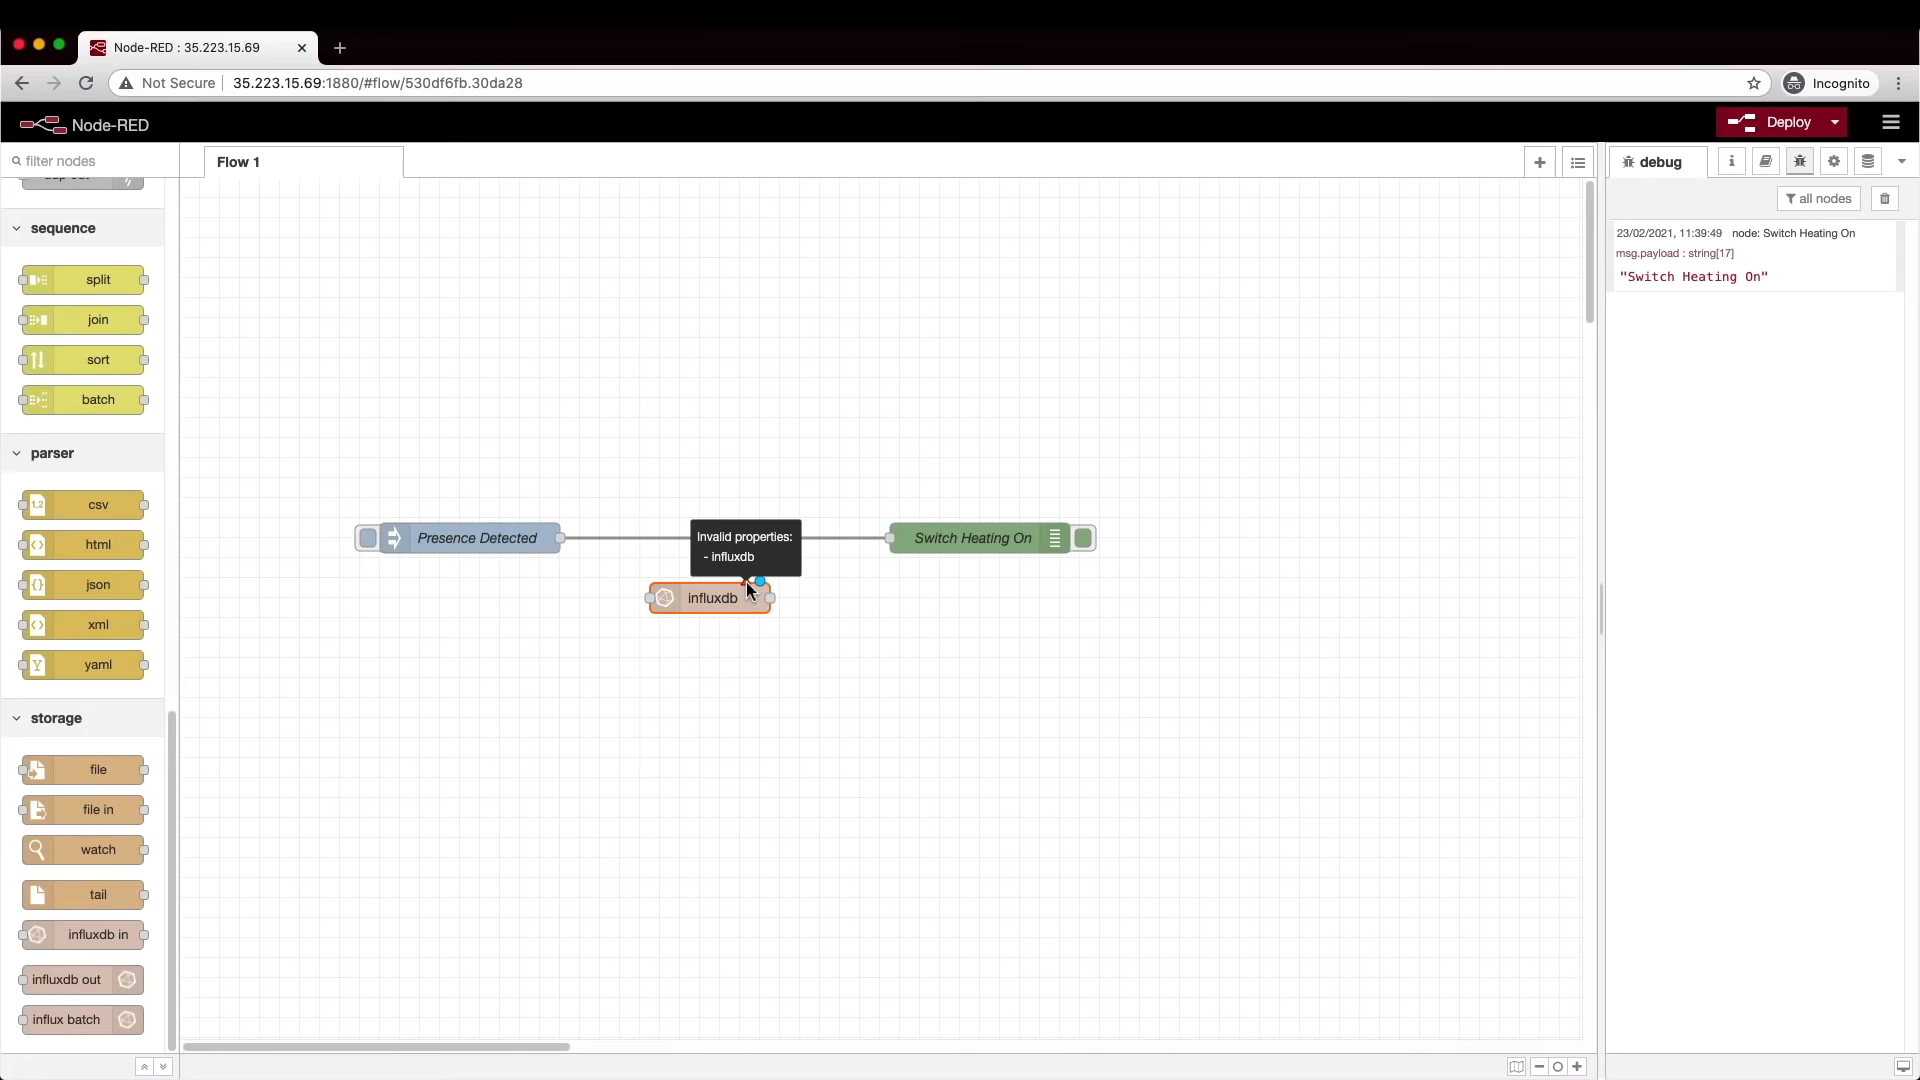 Node-RED : 35.223.15.69
Not Secure
35.223.15.69:1880/#flow/530df6fb.30da28
Incognito
Node-RED
Deploy
filter nodes
Flow 1
debug
i
all nodes
sequence
split
join
sort
batch
parser
csv
html
json
xml
yaml
storage
file
file in
watch
tail
influxdb in
influxdb out
influx batch
Presence Detected
Invalid properties:
- influxdb
Switch Heating On
influxdb
23/02/2021, 11:39:49 node: Switch Heating On
msg.payload : string[17]
"Switch Heating On"